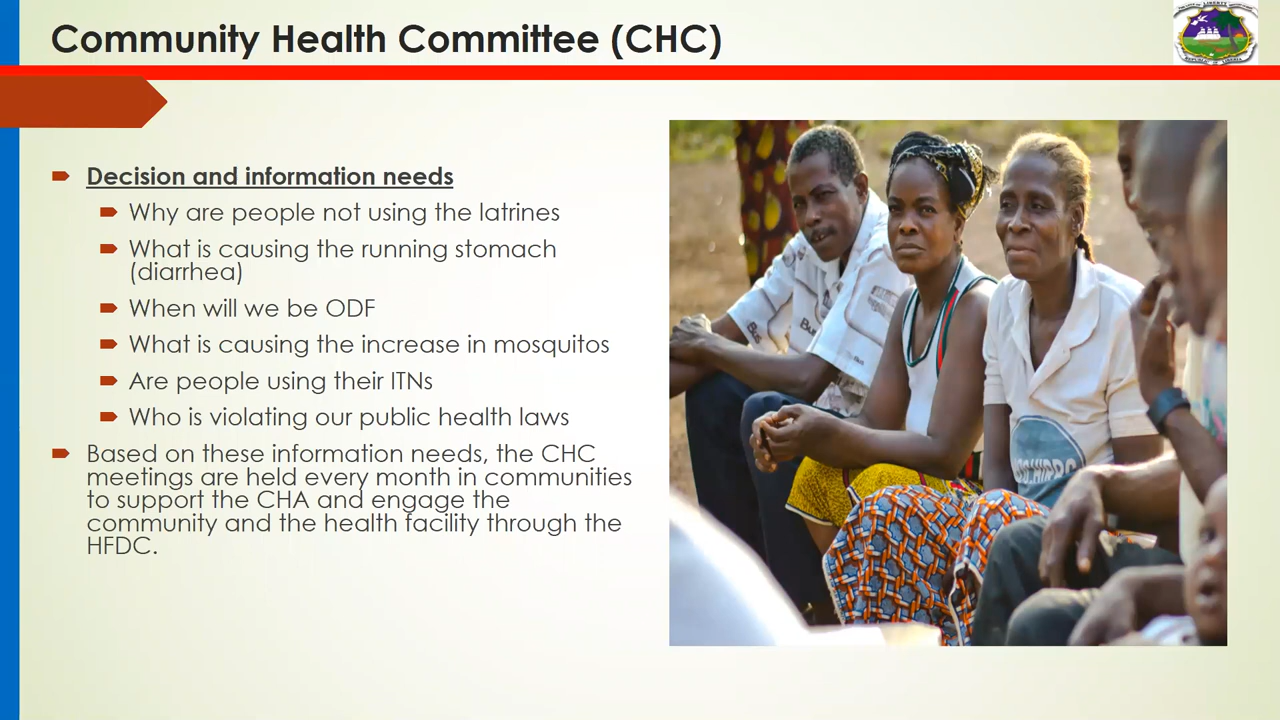 Community Health Committee (CHC)
Decision and information needs
Why are people not using the latrines
What is causing the running stomach
(diarrhea)
When will we be ODF
What is causing the increase in mosquitos
Are people using their ITNs
Who is violating our public health laws
Based on these information needs, the CHC
meetings are held every month in communities
to support the CHA and engage the
community and the health facility through the
HFDC.